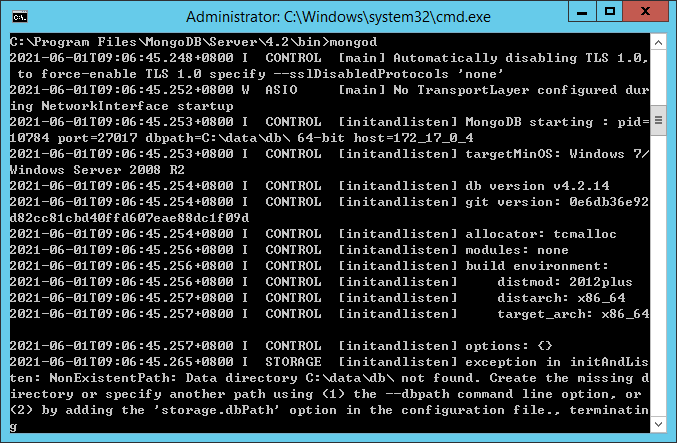 Administrator: C:\Windows\system32\cmd.exe
C:\Program Files\MongoDB\Server\4.2\bin>mongod
2021-06-01T09:06:45.248+0800 I  CONTROL  [main] Automatically disabling TLS 1.0,
 to force-enable TLS 1.0 specify --sslDisabledProtocols 'none'
2021-06-01T09:06:45.252+0800 W  ASIO     [main] No TransportLayer configured dur
ing NetworkInterface startup
2021-06-01T09:06:45.253+0800 I  CONTROL  [initandlisten] MongoDB starting : pid=
10784 port=27017 dbpath=C:\data\db\ 64-bit host=172_17_0_4
2021-06-01T09:06:45.253+0800 I  CONTROL  [initandlisten] targetMinOS: Windows 7/
Windows Server 2008 R2
2021-06-01T09:06:45.254+0800 I  CONTROL  [initandlisten] db version v4.2.14
2021-06-01T09:06:45.254+0800 I  CONTROL  [initandlisten] git version: 0e6db36e92
d82cc81cbd40ffd607eae88dc1f09d
2021-06-01T09:06:45.254+0800 I  CONTROL  [initandlisten] allocator: tcmalloc
2021-06-01T09:06:45.256+0800 I  CONTROL  [initandlisten] modules: none
2021-06-01T09:06:45.256+0800 I  CONTROL  [initandlisten] build environment:
2021-06-01T09:06:45.256+0800 I  CONTROL  [initandlisten]     distmod: 2012plus
2021-06-01T09:06:45.257+0800 I  CONTROL  [initandlisten]     distarch: x86_64
2021-06-01T09:06:45.257+0800 I  CONTROL  [initandlisten]     target_arch: x86_64
2021-06-01T09:06:45.257+0800 I  CONTROL  [initandlisten] options: {}
2021-06-01T09:06:45.265+0800 I  STORAGE  [initandlisten] exception in initAndLis
ten: NonExistentPath: Data directory C:\data\db\ not found. Create the missing d
irectory or specify another path using (1) the --dbpath command line option, or
(2) by adding the 'storage.dbPath' option in the configuration file., terminatin
g